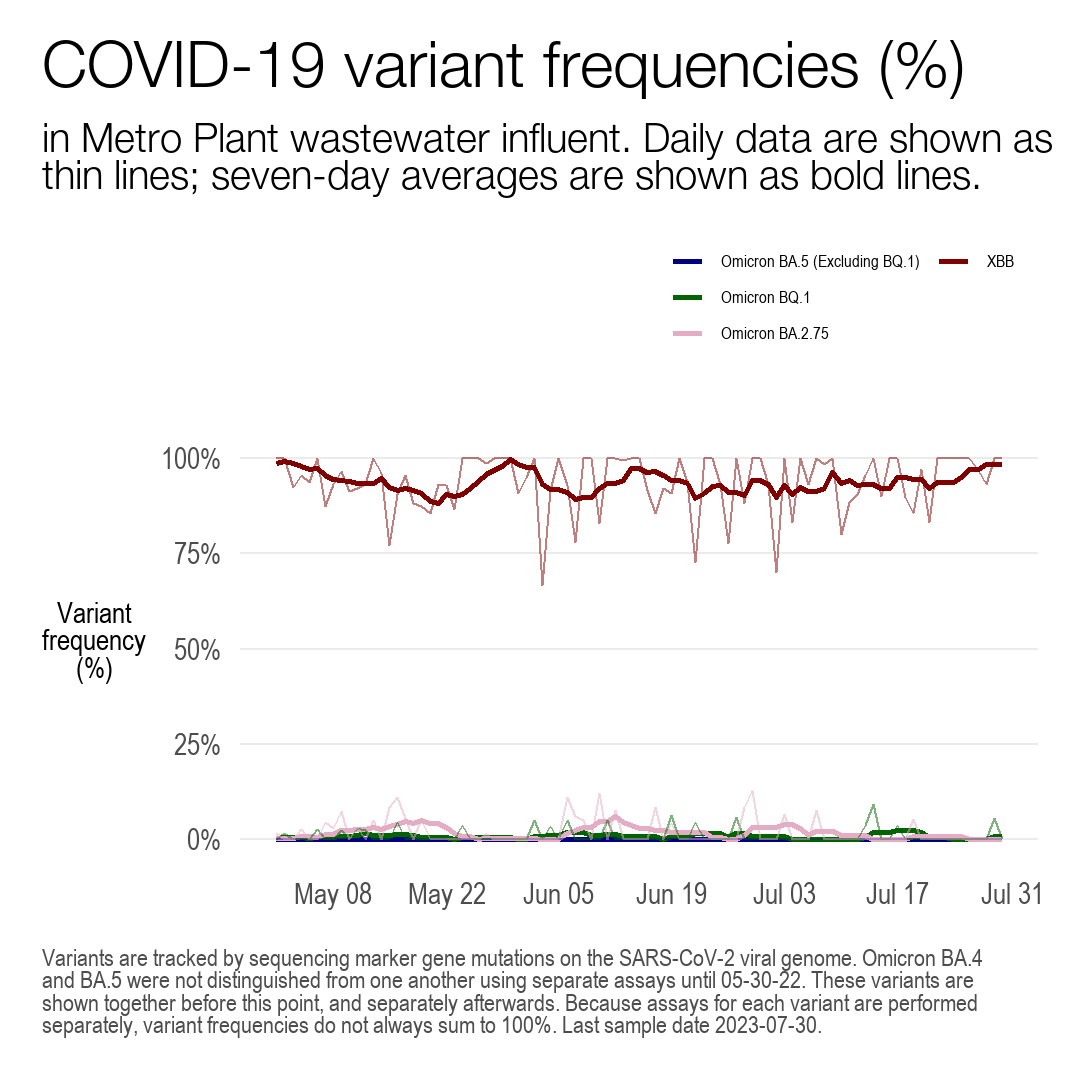 COVID-19 variant frequencies (%)
in Metro Plant wastewater influent. Daily data are shown as
thin lines; seven-day averages are shown as bold lines.
Omicron BA.5 (Excluding BQ.1)
XBB
Omicron BQ.1
Omicron BA.2.75
100%
75%
Variant
frequency
(%)
50%
25%
0%
May 08
May 22
Jun 05
Jun 19
Jul 03
Jul 17
Jul 31
Variants are tracked by sequencing marker gene mutations on the SARS-CoV-2 viral genome. Omicron BA.4
and BA.5 were not distinguished from one another using separate assays until 05-30-22. These variants are
shown together before this point, and separately afterwards. Because assays for each variant are performed
separately, variant frequencies do not always sum to 100%. Last sample date 2023-07-30.